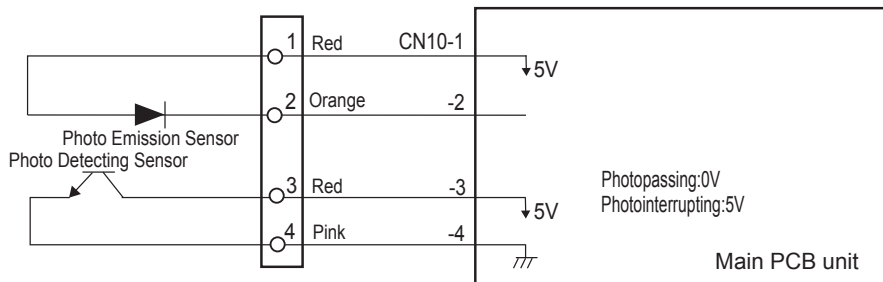 1 Red CN10-1
5V
2 Orange -2
Photo Emission Sensor
Photo Detecting Sensor
3 Red -3
5V
Photopassing:0V
Photointerrupting:5V
4 Pink -4
Main PCB unit